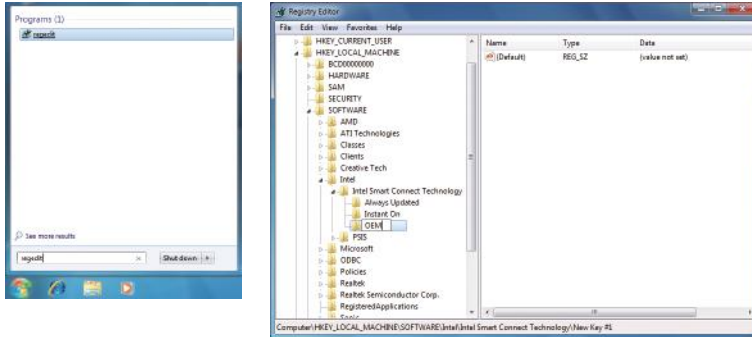 Programs (1)
regedit
See more results
regedit
Shut down
Registry Editor
File Edit View Favorites Help
HKEY_CURRENT_USER
HKEY_LOCAL_MACHINE
BCD00000000
HARDWARE
SAM
SECURITY
SOFTWARE
AMD
ATI Technologies
Classes
Clients
Creative Tech
Intel
Intel Smart Connect Technology
Always Updated
Instant On
OEM
PSIS
Microsoft
ODBC
Policies
Realtek
Realtek Semiconductor Corp.
RegisteredApplications
Name Type Data
(Default) REG_SZ (value not set)
Computer\HKEY_LOCAL_MACHINE\SOFTWARE\Intel\Intel Smart Connect Technology\New Key #1